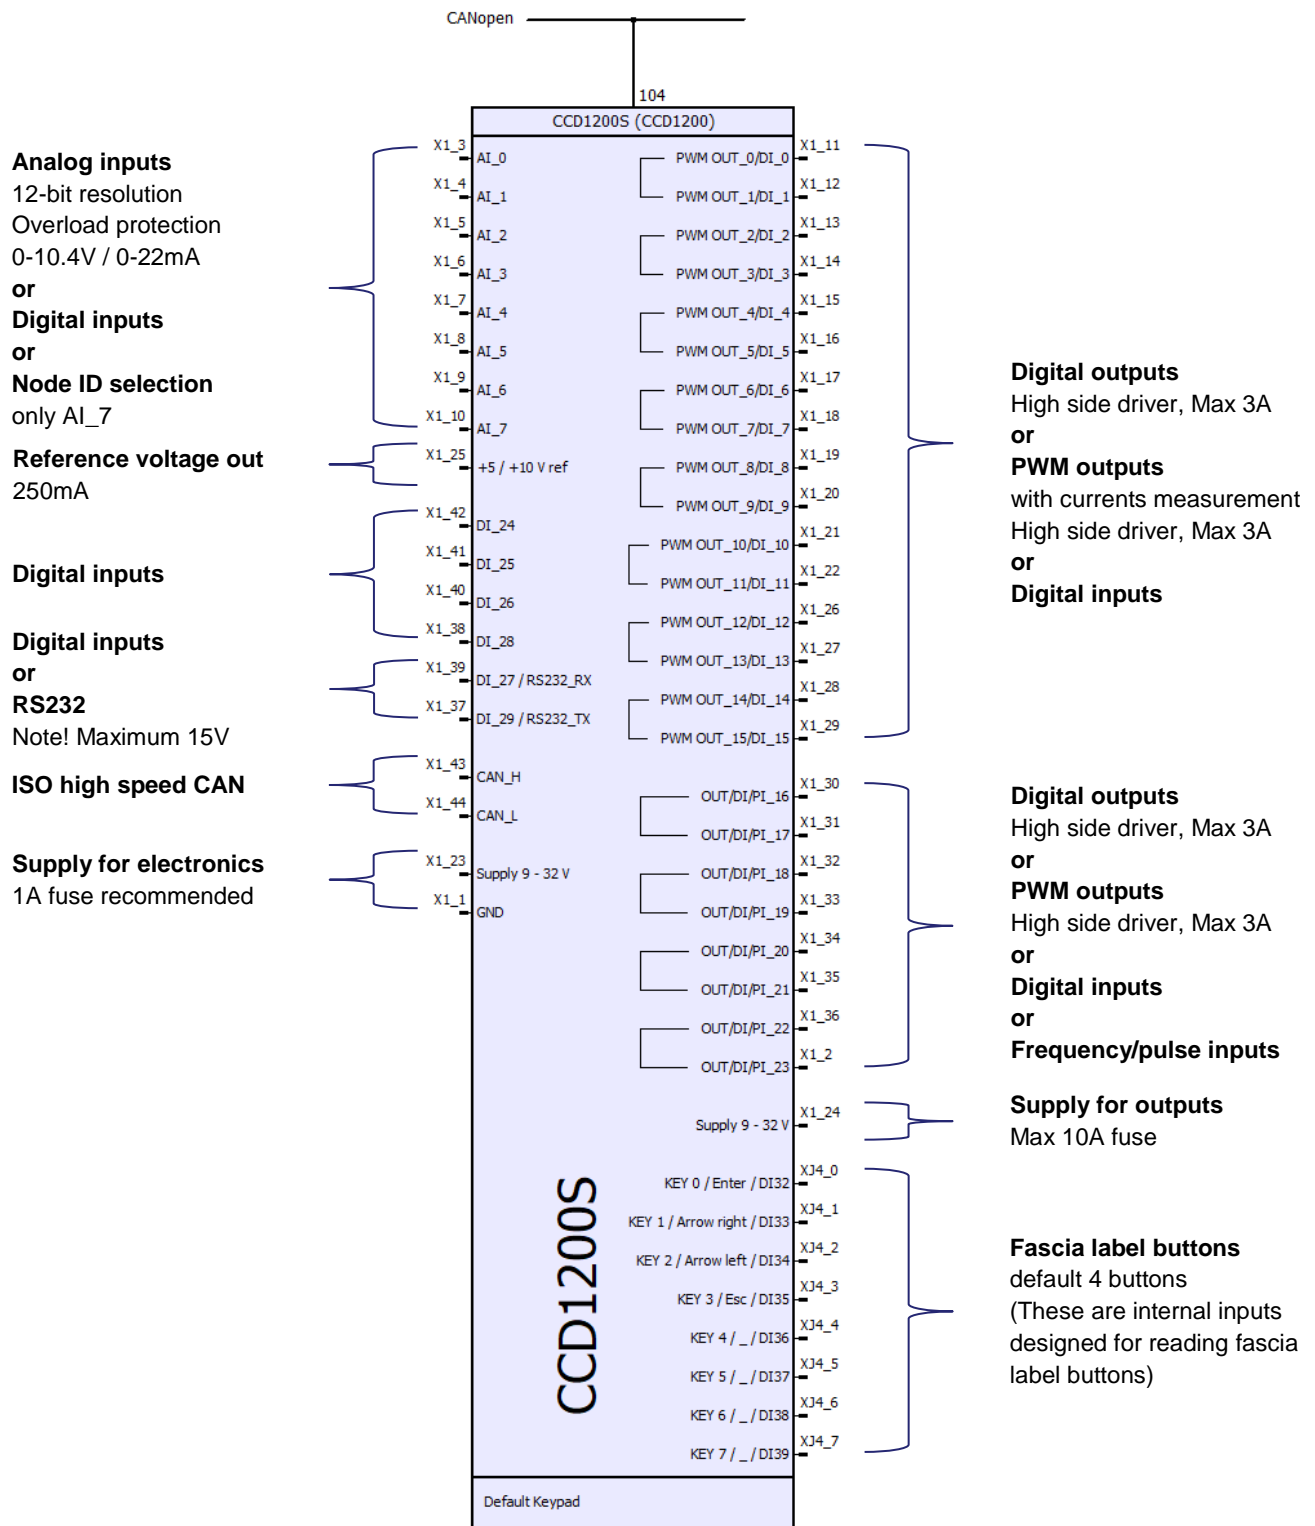 CANopen
104
CCD1200S (CCD1200)
Analog inputs
12-bit resolution
Overload protection
0-10.4V / 0-22mA
or
Digital inputs
or
Node ID selection
only AI_7
Reference voltage out
250mA
Digital inputs
Digital inputs
or
RS232
Note! Maximum 15V
ISO high speed CAN
Supply for electronics
1A fuse recommended
X1_3
AI_0
X1_4
AI_1
X1_5
AI_2
X1_6
AI_3
X1_7
AI_4
X1_8
AI_5
X1_9
AI_6
X1_10
AI_7
X1_25
+5 / +10 V ref
X1_42
DI_24
X1_41
DI_25
X1_40
DI_26
X1_38
DI_28
X1_39
DI_27 / RS232_RX
X1_37
DI_29 / RS232_TX
X1_43
CAN_H
X1_44
CAN_L
X1_23
Supply 9 - 32 V
X1_1
GND
X1_11
PWM OUT_0/DI_0
X1_12
PWM OUT_1/DI_1
X1_13
PWM OUT_2/DI_2
X1_14
PWM OUT_3/DI_3
X1_15
PWM OUT_4/DI_4
X1_16
PWM OUT_5/DI_5
X1_17
PWM OUT_6/DI_6
X1_18
PWM OUT_7/DI_7
X1_19
PWM OUT_8/DI_8
X1_20
PWM OUT_9/DI_9
X1_21
PWM OUT_10/DI_10
X1_22
PWM OUT_11/DI_11
X1_26
PWM OUT_12/DI_12
X1_27
PWM OUT_13/DI_13
X1_28
PWM OUT_14/DI_14
X1_29
PWM OUT_15/DI_15
X1_30
OUT/DI/PI_16
X1_31
OUT/DI/PI_17
X1_32
OUT/DI/PI_18
X1_33
OUT/DI/PI_19
X1_34
OUT/DI/PI_20
X1_35
OUT/DI/PI_21
X1_36
OUT/DI/PI_22
X1_2
OUT/DI/PI_23
X1_24
Supply 9 - 32 V
XJ4_0
KEY 0 / Enter / DI32
XJ4_1
KEY 1 / Arrow right / DI33
XJ4_2
KEY 2 / Arrow left / DI34
XJ4_3
KEY 3 / Esc / DI35
XJ4_4
KEY 4 / _ / DI36
XJ4_5
KEY 5 / _ / DI37
XJ4_6
KEY 6 / _ / DI38
XJ4_7
KEY 7 / _ / DI39
CCD1200S
Default Keypad
Digital outputs
High side driver, Max 3A
or
PWM outputs
with currents measurement
High side driver, Max 3A
or
Digital inputs
Digital outputs
High side driver, Max 3A
or
PWM outputs
High side driver, Max 3A
or
Digital inputs
or
Frequency/pulse inputs
Supply for outputs
Max 10A fuse
Fascia label buttons
default 4 buttons
(These are internal inputs
designed for reading fascia
label buttons)